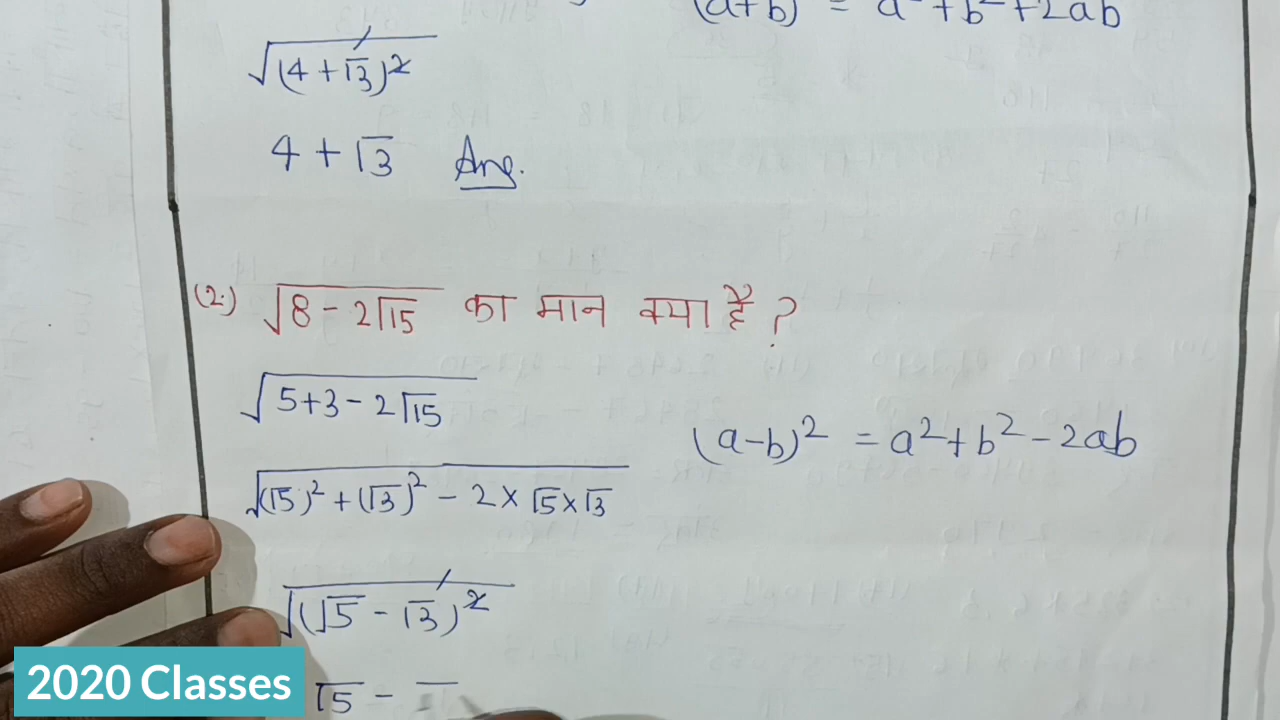 (a+b) = a²+b²+2ab
√(4+√3)²
4+√3 Ans.
(2.) √8-2√15 का मान क्या है ?
√5+3-2√15
(a-b)² = a²+b²-2ab
√(√5)²+(√3)²-2×√5×√3
√(√5-√3)²
√5 -
2020 Classes